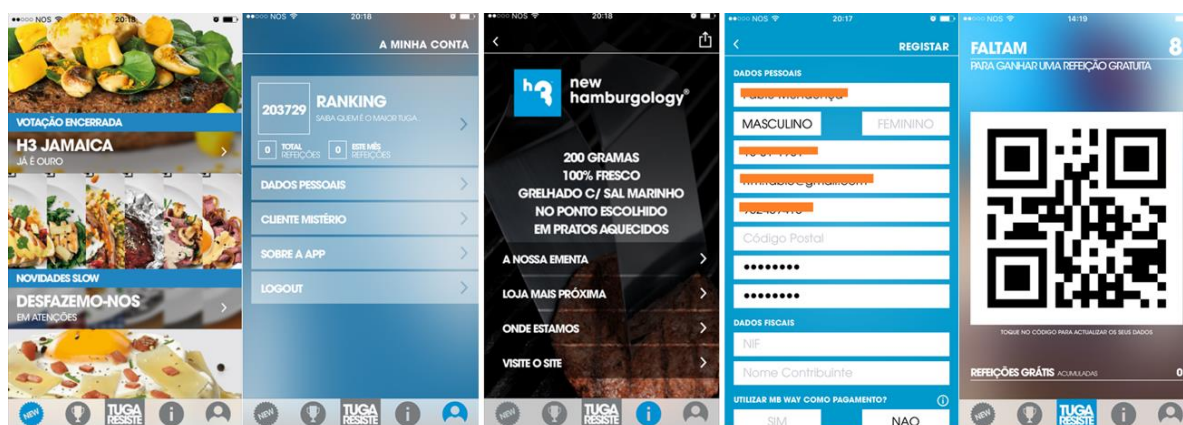 NOS 20:18
VOTAÇÃO ENCERRADA
H3 JAMAICA
JÁ É OURO
NOVIDADES SLOW
DESFAZEMO-NOS
EM ATENÇÕES
NEW
TUGA
RESISTE
i
NOS 20:18
A MINHA CONTA
203729
RANKING
SAIBA QUEM É O MAIOR TUGA...
0 TOTAL REFEIÇÕES
0 ESTE MÊS REFEIÇÕES
DADOS PESSOAIS
CLIENTE MISTÉRIO
SOBRE A APP
LOGOUT
NEW
TUGA
RESISTE
i
NOS 20:18
h3
new
hamburgology®
200 GRAMAS
100% FRESCO
GRELHADO C/ SAL MARINHO
NO PONTO ESCOLHIDO
EM PRATOS AQUECIDOS
A NOSSA EMENTA
LOJA MAIS PRÓXIMA
ONDE ESTAMOS
VISITE O SITE
NEW
TUGA
RESISTE
i
NOS 20:17
REGISTAR
DADOS PESSOAIS
MASCULINO FEMININO
Código Postal
DADOS FISCAIS
NIF
Nome Contribuinte
UTILIZAR MB WAY COMO PAGAMENTO?
SIM NAO
NOS 14:19
FALTAM 8
PARA GANHAR UMA REFEIÇÃO GRATUITA
TOQUE NO CÓDIGO PARA ACTUALIZAR OS SEUS DADOS
REFEIÇÕES GRÁTIS ACUMULADAS 0
NEW
TUGA
RESISTE
i